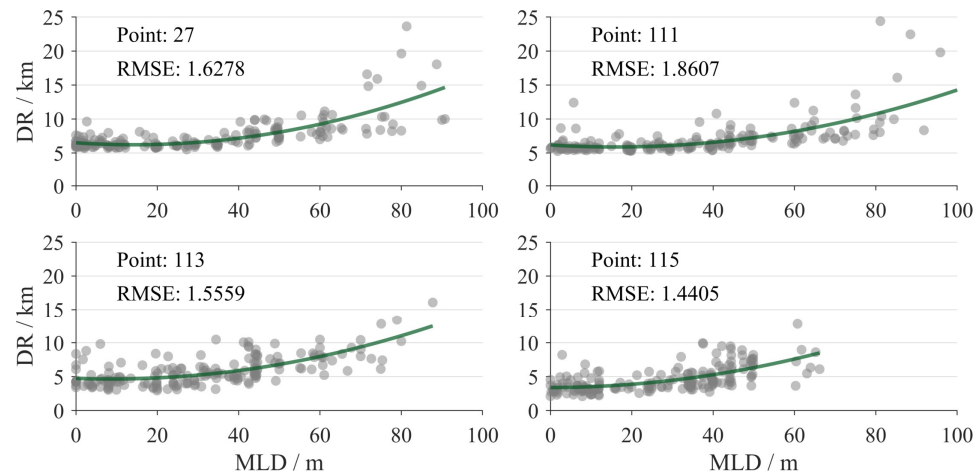 25
20
15
10
5
0
DR / km
Point: 27
RMSE: 1.6278
0 20 40 60 80 100
25
20
15
10
5
0
Point: 111
RMSE: 1.8607
0 20 40 60 80 100
25
20
15
10
5
0
DR / km
Point: 113
RMSE: 1.5559
0 20 40 60 80 100
MLD / m
25
20
15
10
5
0
Point: 115
RMSE: 1.4405
0 20 40 60 80 100
MLD / m